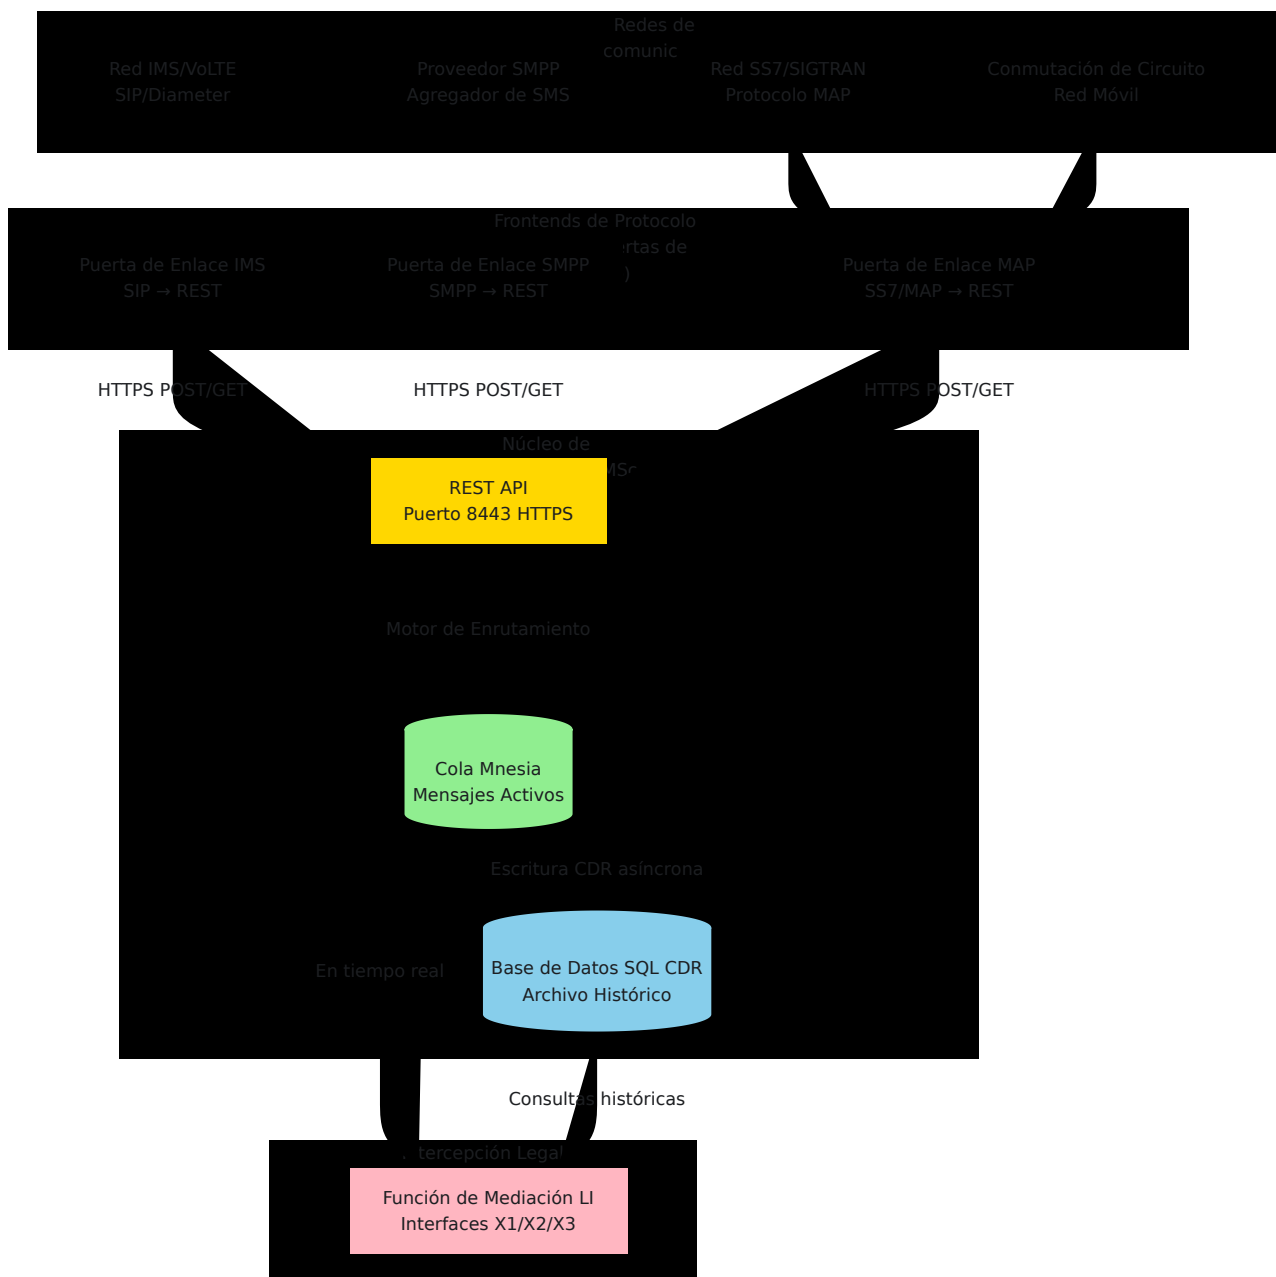 Redes de
comunic
Red IMS/VoLTE
SIP/Diameter
Proveedor SMPP
Agregador de SMS
Red SS7/SIGTRAN
Protocolo MAP
Conmutación de Circuito
Red Móvil
Frontends de Protocolo
ertas de
)
Puerta de Enlace IMS
SIP → REST
Puerta de Enlace SMPP
SMPP → REST
Puerta de Enlace MAP
SS7/MAP → REST
HTTPS POST/GET
HTTPS POST/GET
HTTPS POST/GET
Núcleo de
REST API
Puerto 8443 HTTPS
Motor de Enrutamiento
Cola Mnesia
Mensajes Activos
Escritura CDR asíncrona
En tiempo real
Base de Datos SQL CDR
Archivo Histórico
Consultas históricas
tercepción Legal
Función de Mediación LI
Interfaces X1/X2/X3